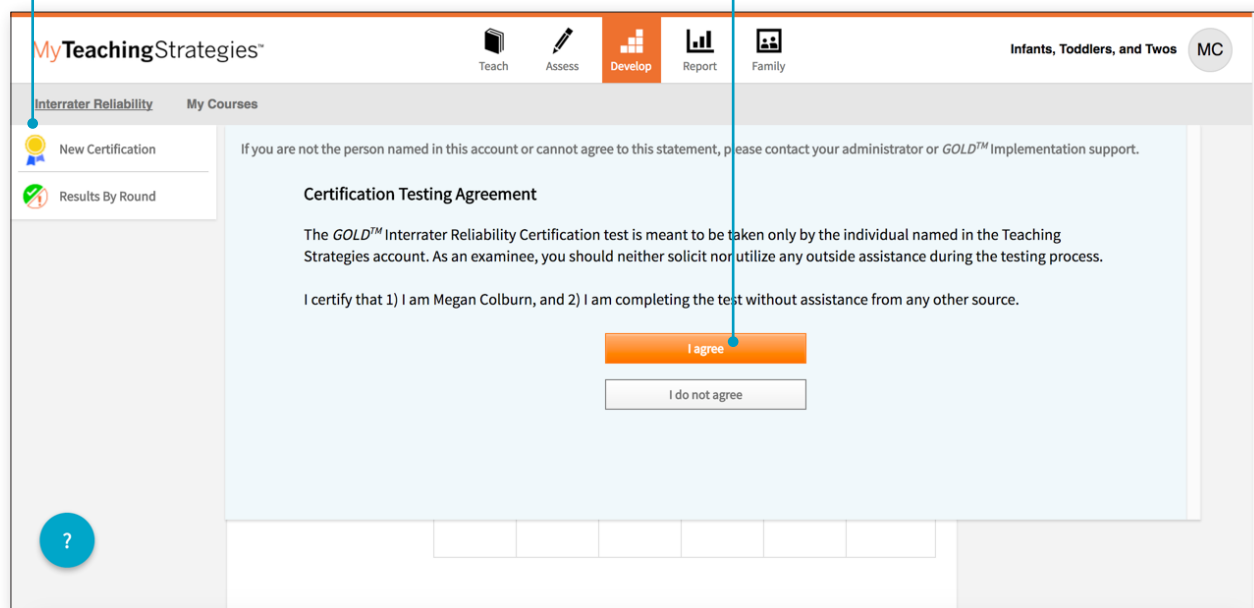 MyTeachingStrategies™
Teach
Assess
Develop
Report
Family
Infants, Toddlers, and Twos
MC
Interrater Reliability
My Courses
New Certification
Results By Round
If you are not the person named in this account or cannot agree to this statement, please contact your administrator or GOLD™ Implementation support.
Certification Testing Agreement
The GOLD™ Interrater Reliability Certification test is meant to be taken only by the individual named in the Teaching
Strategies account. As an examinee, you should neither solicit nor utilize any outside assistance during the testing process.
I certify that 1) I am Megan Colburn, and 2) I am completing the test without assistance from any other source.
I agree
I do not agree
?